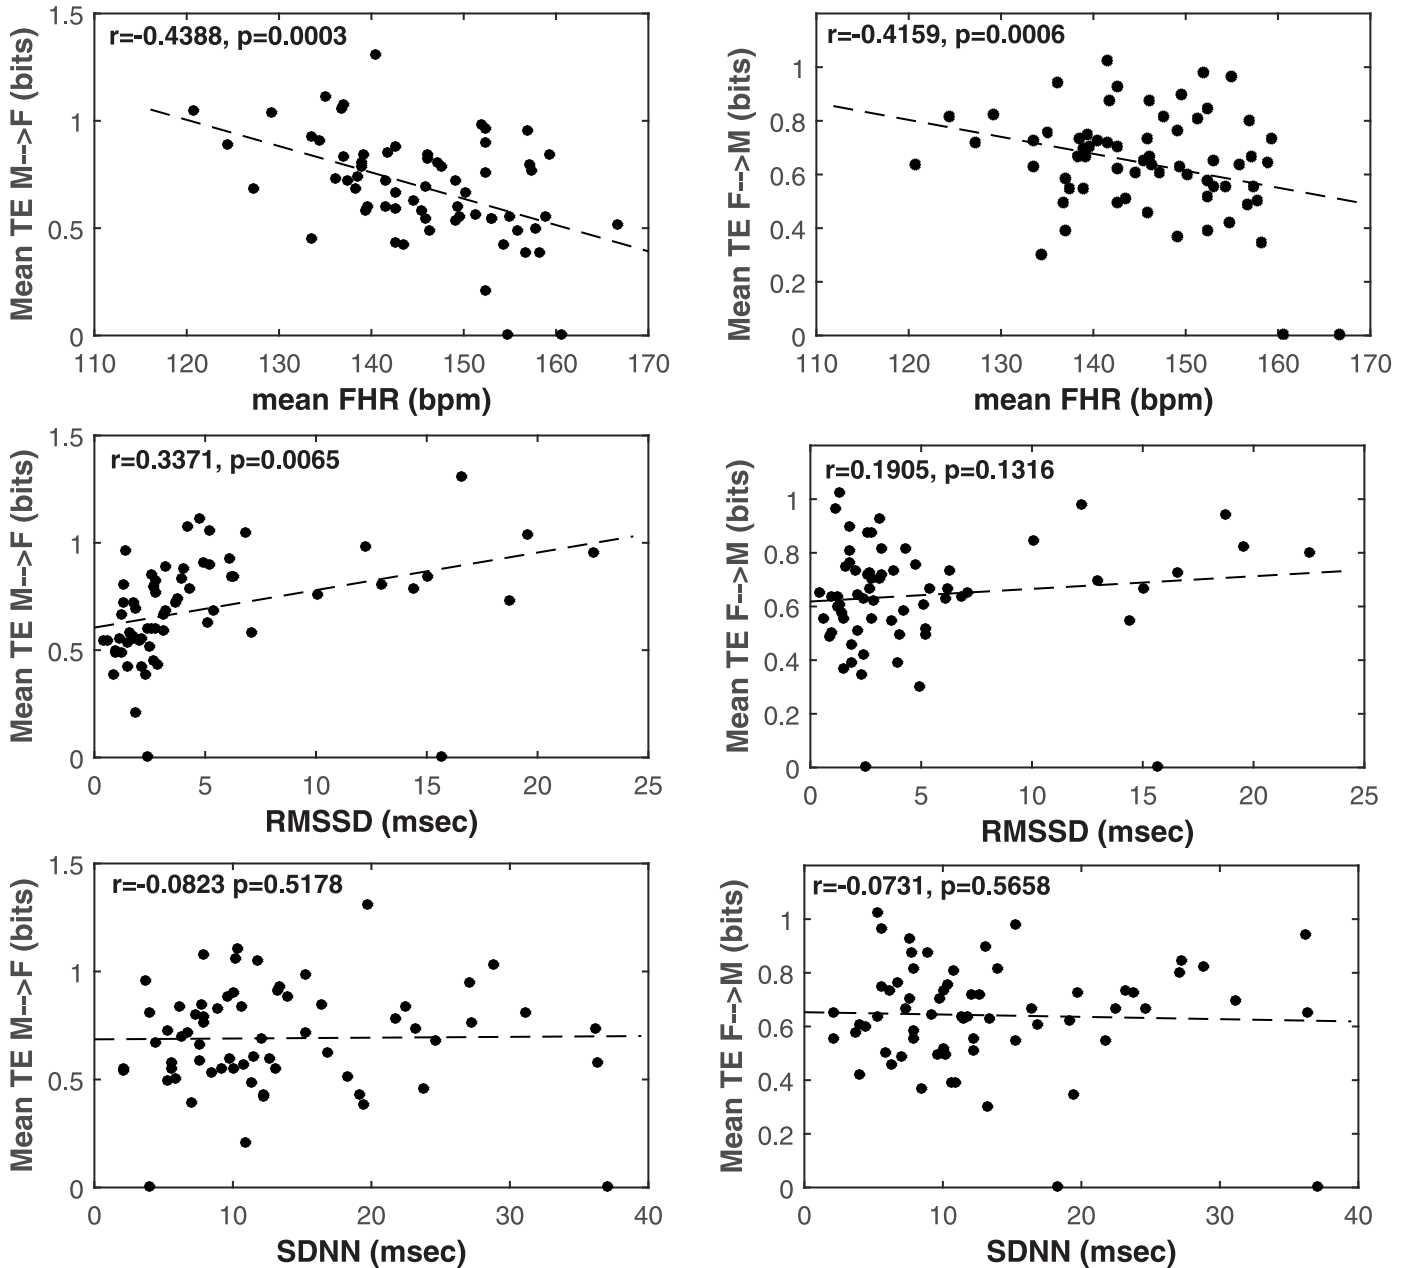 r=-0.4388, p=0.0003
Mean TE M-->F (bits)
1.5
1
0.5
0
110 120 130 140 150 160 170
mean FHR (bpm)
r=-0.4159, p=0.0006
Mean TE F-->M (bits)
1
0.8
0.6
0.4
0.2
0
110 120 130 140 150 160 170
mean FHR (bpm)
r=0.3371, p=0.0065
Mean TE M-->F (bits)
1.5
1
0.5
0
0 5 10 15 20 25
RMSSD (msec)
r=0.1905, p=0.1316
Mean TE F-->M (bits)
1
0.8
0.6
0.4
0.2
0
0 5 10 15 20 25
RMSSD (msec)
r=-0.0823 p=0.5178
Mean TE M-->F (bits)
1.5
1
0.5
0
0 10 20 30 40
SDNN (msec)
r=-0.0731, p=0.5658
Mean TE F-->M (bits)
1
0.8
0.6
0.4
0.2
0
0 10 20 30 40
SDNN (msec)